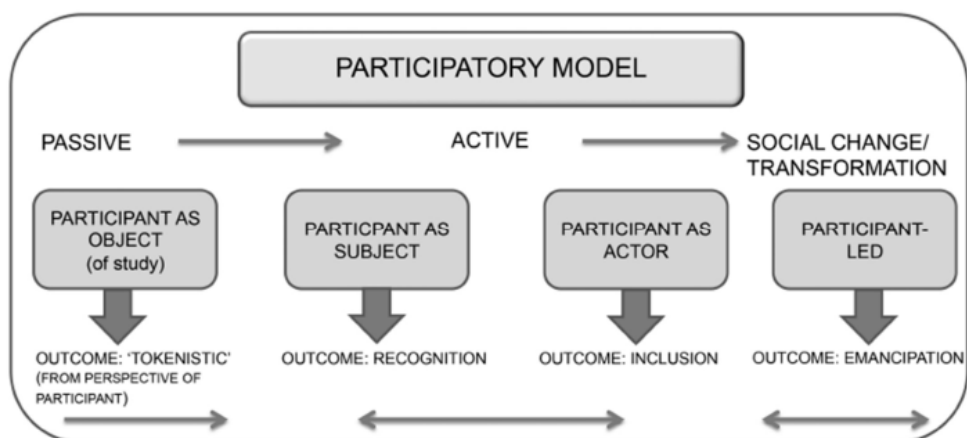 PARTICIPATORY MODEL
PASSIVE
ACTIVE
SOCIAL CHANGE/
TRANSFORMATION
PARTICIPANT AS
OBJECT
(of study)
PARTICPANT AS
SUBJECT
PARTICIPANT AS
ACTOR
PARTICIPANT-
LED
OUTCOME: ‘TOKENISTIC’
(FROM PERSPECTIVE OF
PARTICIPANT)
OUTCOME: RECOGNITION
OUTCOME: INCLUSION
OUTCOME: EMANCIPATION